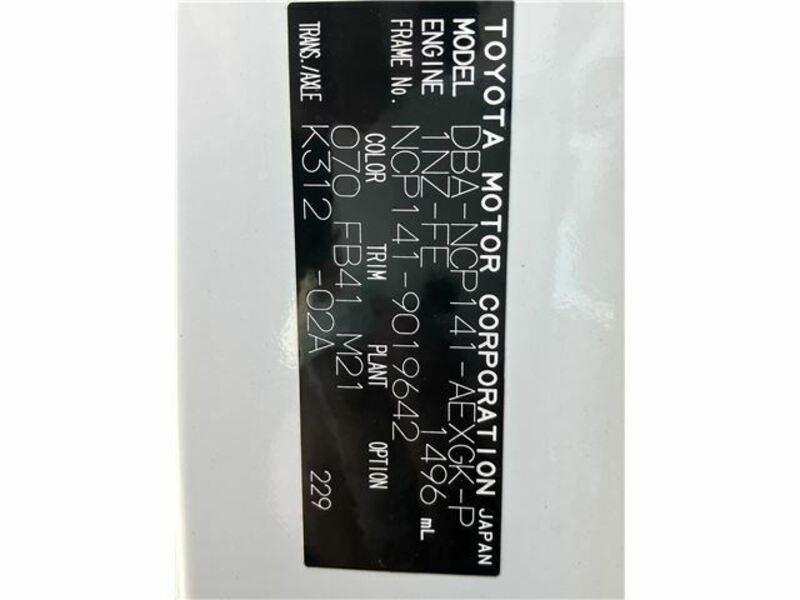 TOYOTA MOTOR CORPORATION JAPAN
MODEL DBA-NCP141-AEXGK-P
ENGINE 1NZ-FE 1496 mL
FRAME No. NCP141-9019642
COLOR TRIM PLANT OPTION
070 FB41 M21
TRANS./AXLE K312 -02A 229